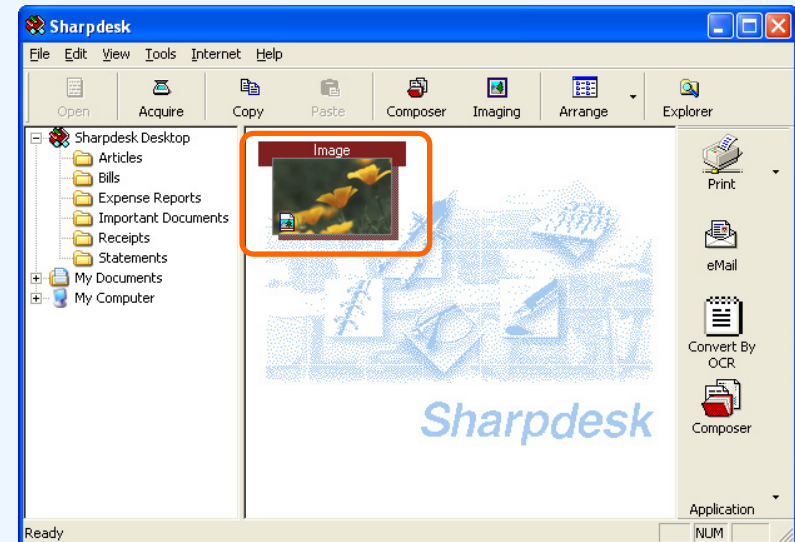 Sharpdesk
File Edit View Tools Internet Help
Open Acquire Copy Paste Composer Imaging Arrange Explorer
Sharpdesk Desktop
Articles
Bills
Expense Reports
Important Documents
Receipts
Statements
My Documents
My Computer
Image
Sharpdesk
Print
eMail
Convert By
OCR
Composer
Application
Ready
NUM